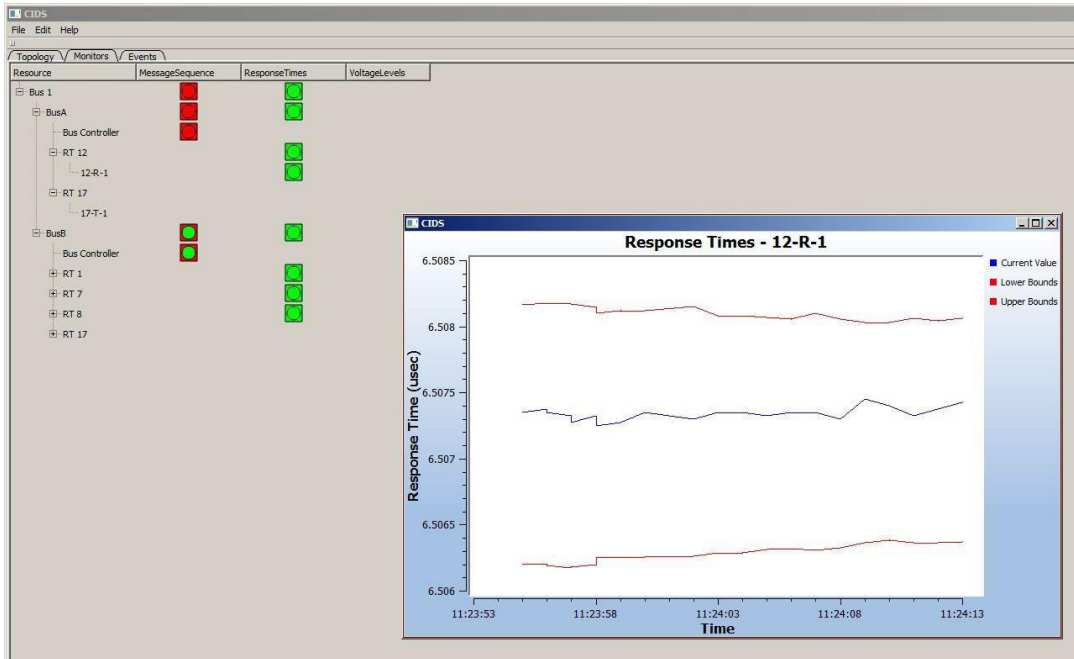 CIDS
File Edit Help
Topology Monitors Events
Resource MessageSequence ResponseTimes VoltageLevels
Bus 1
BusA
Bus Controller
RT 12
12-R-1
RT 17
17-T-1
BusB
Bus Controller
RT 1
RT 7
RT 8
RT 17
CIDS
Response Times - 12-R-1
Current Value
Lower Bounds
Upper Bounds
Response Time (usec)
6.5085
6.508
6.5075
6.507
6.5065
6.506
11:23:53 11:23:58 11:24:03 11:24:08 11:24:13
Time